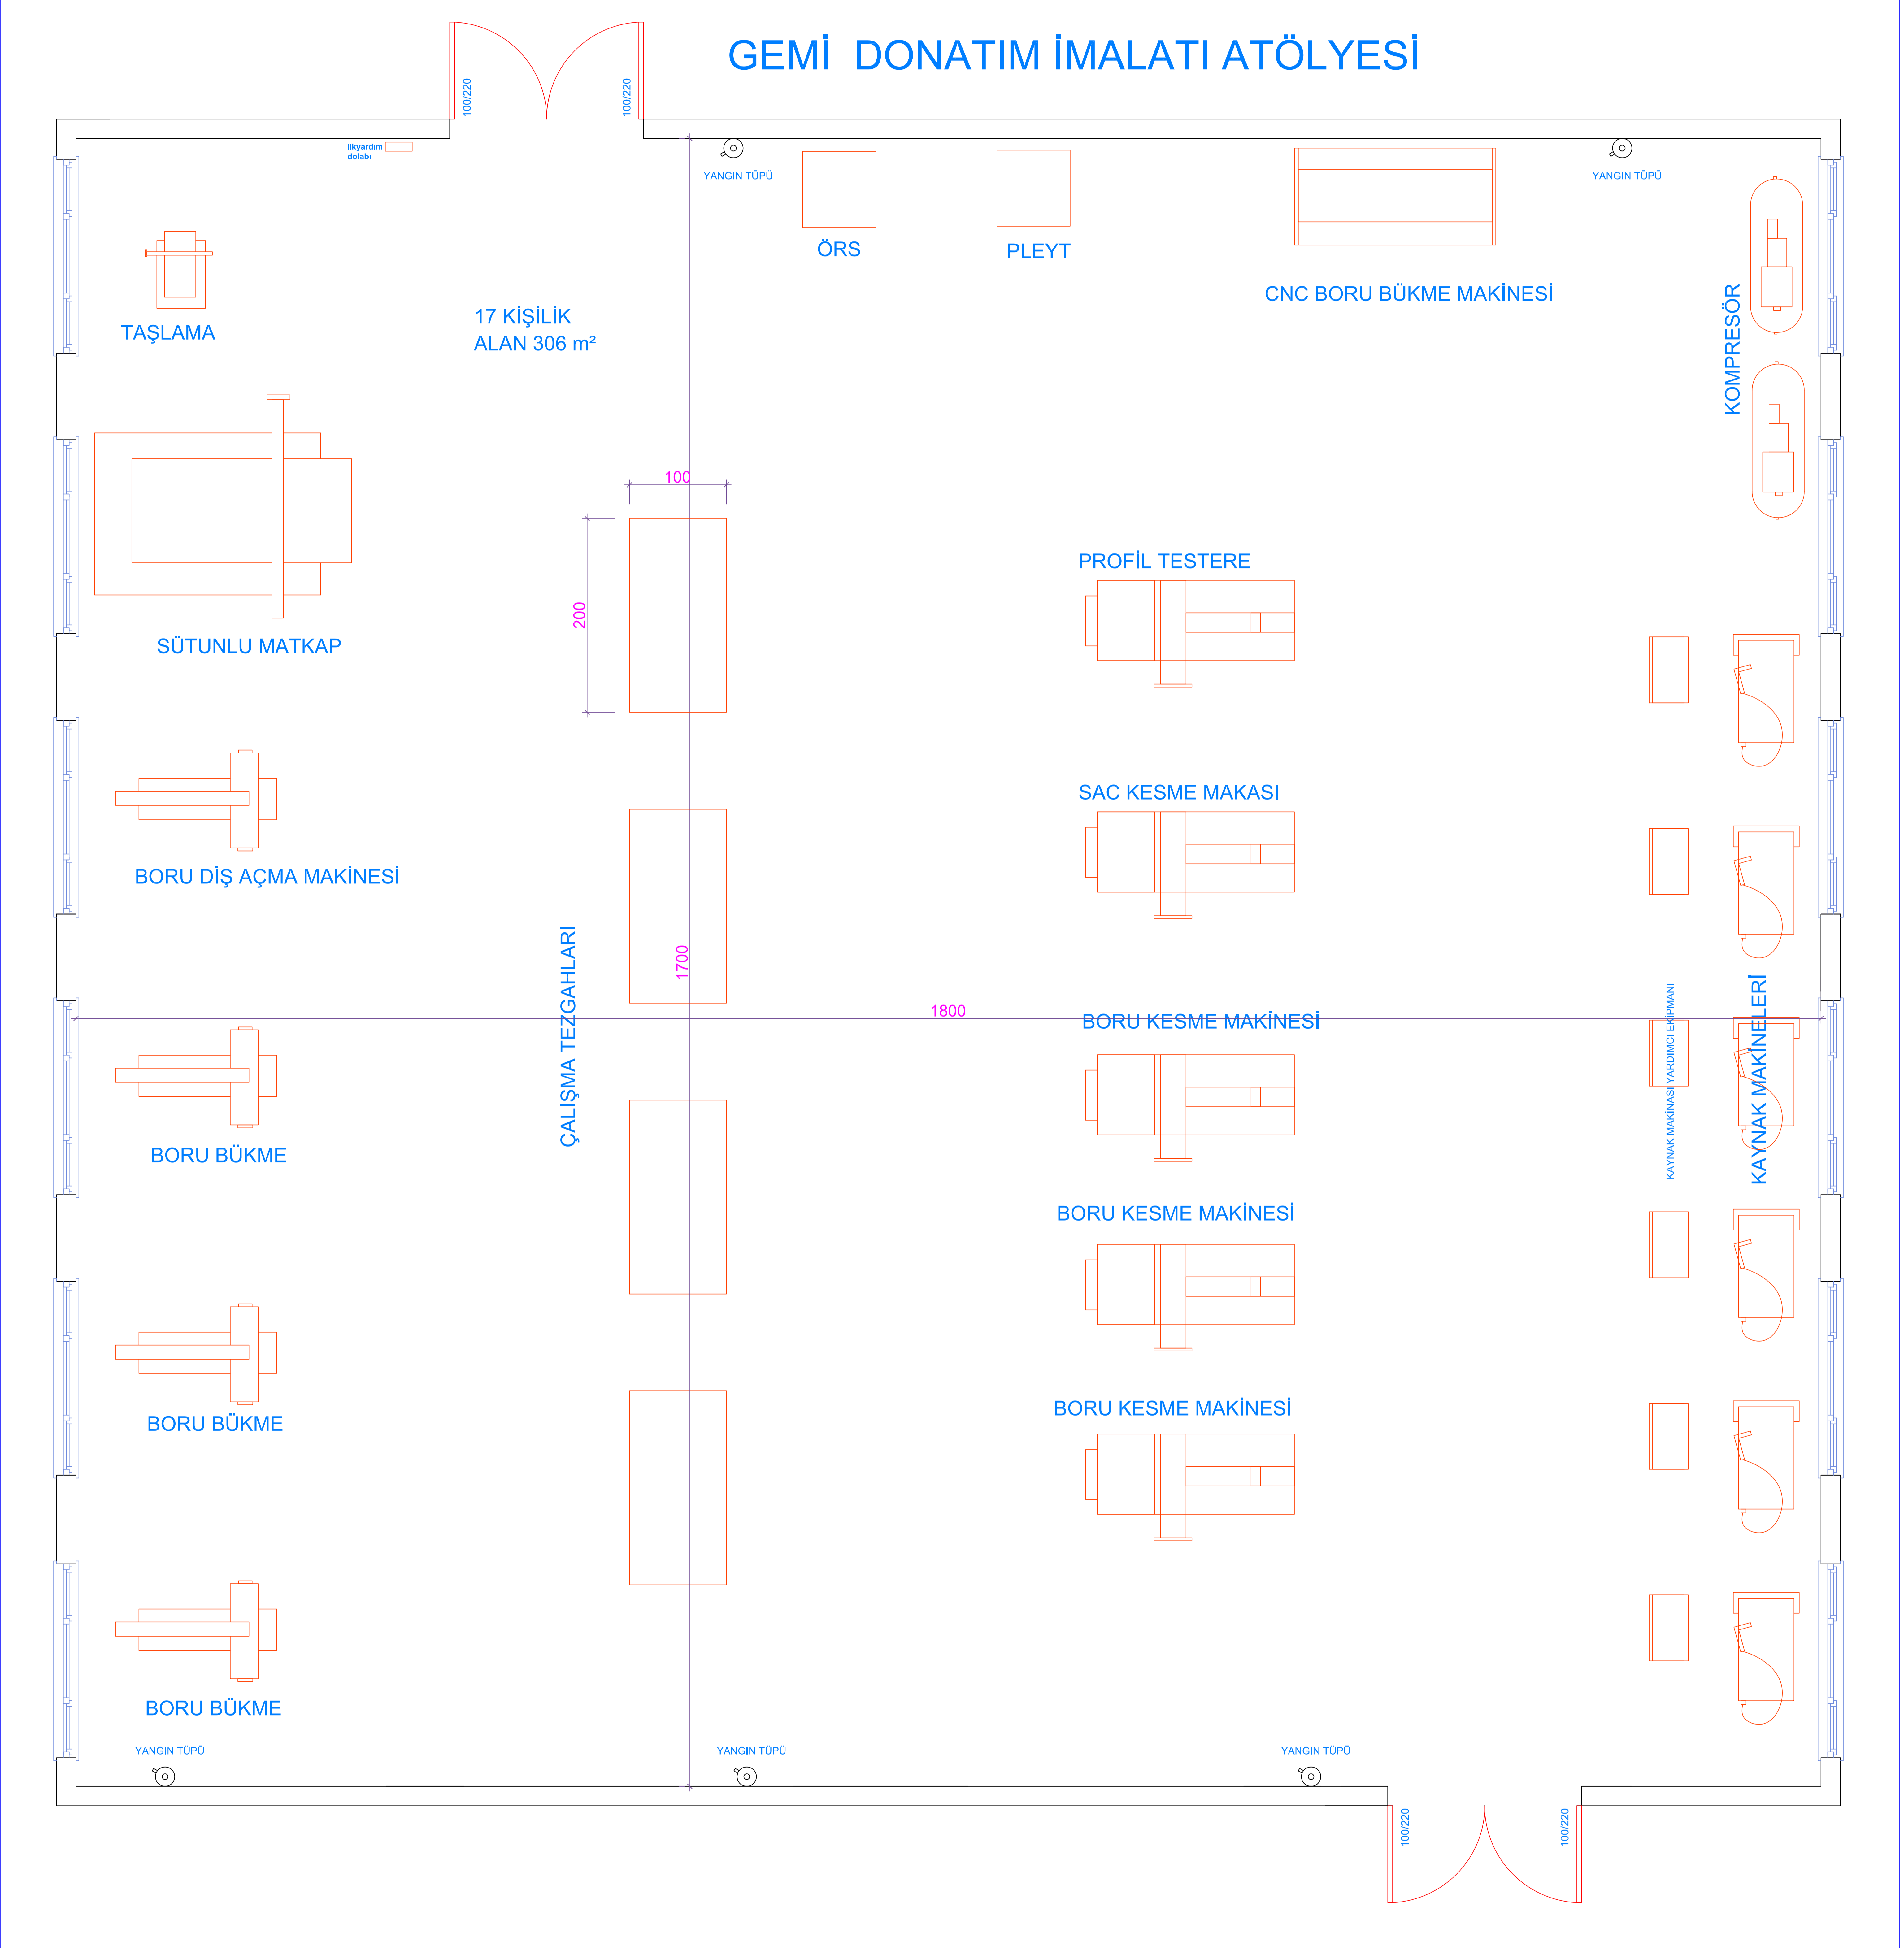 GEMİ DONATIM İMALATI ATÖLYESİ
100/220
100/220
ilkyardım
dolabı
YANGIN TÜPÜ
YANGIN TÜPÜ
ÖRS
PLEYT
CNC BORU BÜKME MAKİNESİ
KOMPRESÖR
TAŞLAMA
17 KİŞİLİK
ALAN 306 m²
100
200
PROFİL TESTERE
SÜTUNLU MATKAP
SAC KESME MAKASI
BORU DİŞ AÇMA MAKİNESİ
ÇALIŞMA TEZGAHLARI
1700
1800
BORU KESME MAKİNESİ
KAYNAK MAKİNASI YARDIMCI EKİPMANI
KAYNAK MAKİNELERİ
BORU BÜKME
BORU KESME MAKİNESİ
BORU BÜKME
BORU KESME MAKİNESİ
BORU BÜKME
YANGIN TÜPÜ
YANGIN TÜPÜ
YANGIN TÜPÜ
100/220
100/220